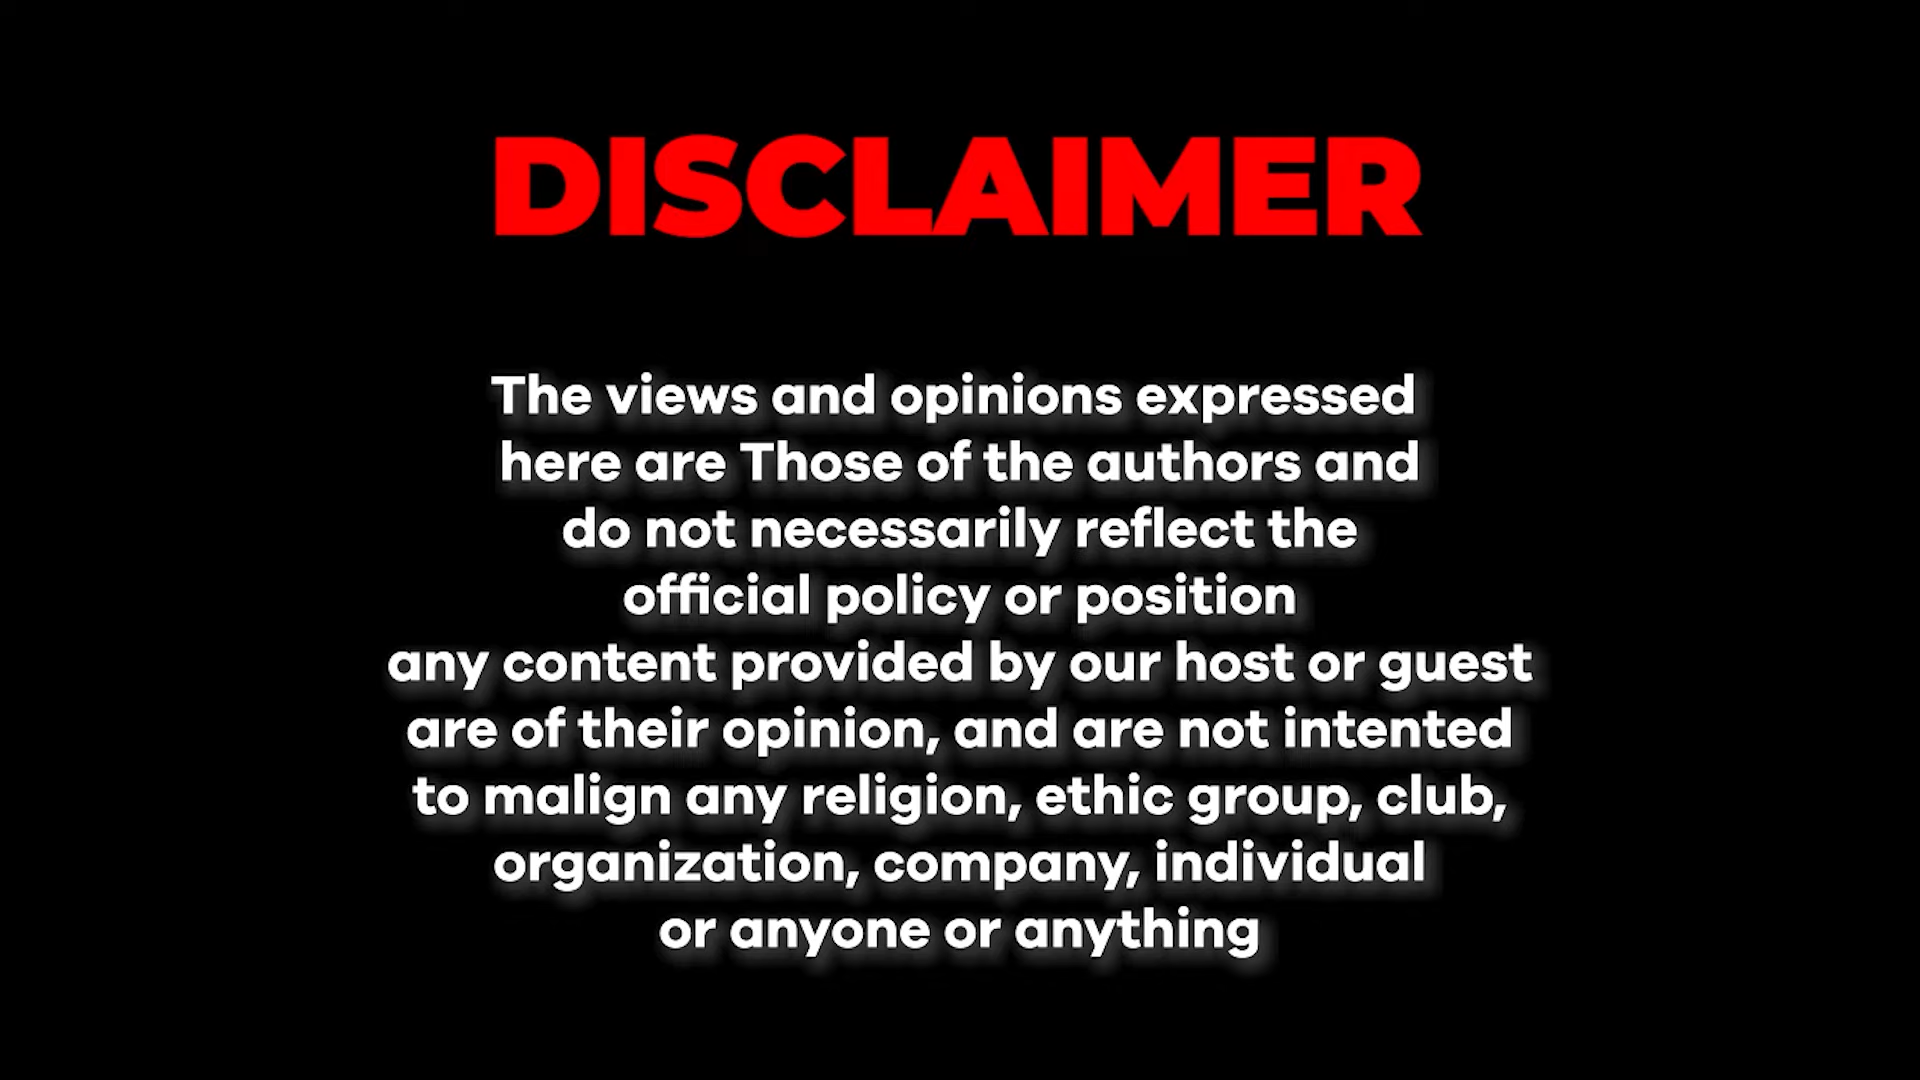 DISCLAIMER
The views and opinions expressed
here are Those of the authors and
do not necessarily reflect the
official policy or position
any content provided by our host or guest
are of their opinion, and are not intented
to malign any religion, ethic group, club,
organization, company, individual
or anyone or anything